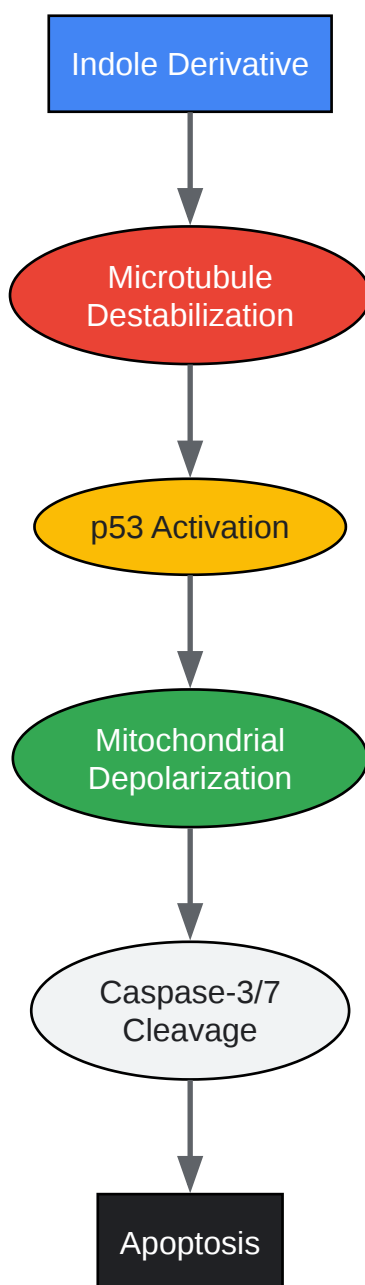 Indole Derivative
Microtubule
Destabilization
p53 Activation
Mitochondrial
Depolarization
Caspase-3/7
Cleavage
Apoptosis